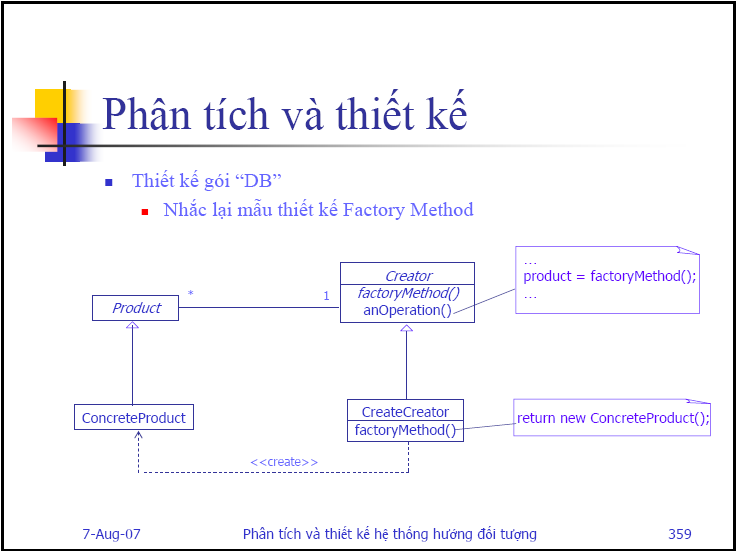 Phân tích và thiết kế
Thiết kế gói “DB”
Nhắc lại mẫu thiết kế Factory Method
Product
*
1
Creator
factoryMethod()
anOperation()
...
product = factoryMethod();
...
ConcreteProduct
CreateCreator
factoryMethod()
return new ConcreteProduct();
<<create>>
7-Aug-07
Phân tích và thiết kế hệ thống hướng đối tượng
359